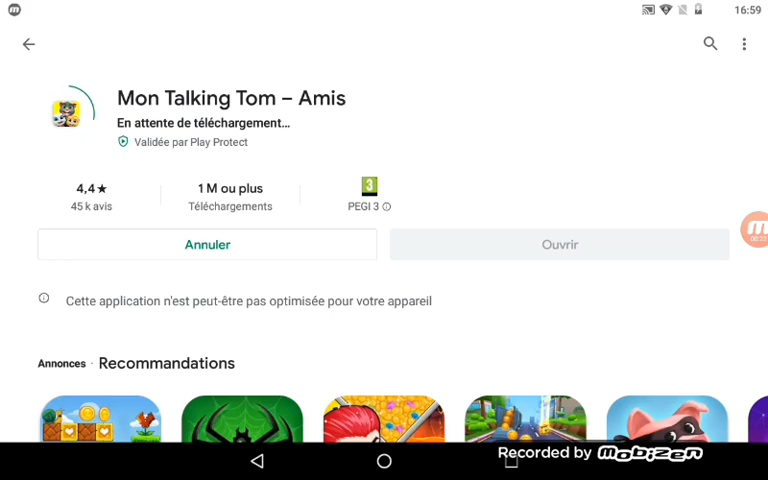 16:59
Mon Talking Tom – Amis
En attente de téléchargement...
Validée par Play Protect
4,4★
45 k avis
1 M ou plus
Téléchargements
3
PEGI 3
Annuler
Ouvrir
00:33
Cette application n'est peut-être pas optimisée pour votre appareil
Annonces · Recommandations
Recorded by mobizen